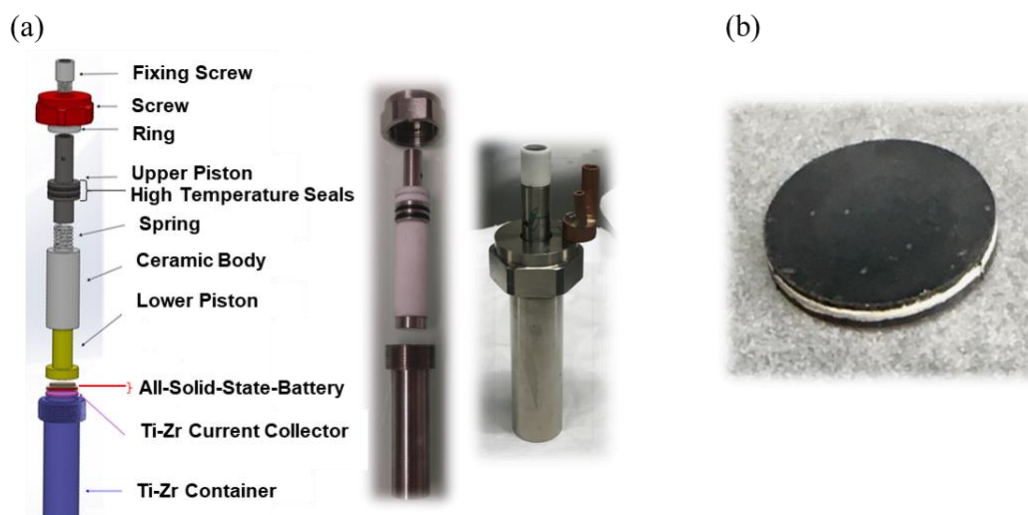 (a)
(b)
Fixing Screw
Screw
Ring
Upper Piston
High Temperature Seals
Spring
Ceramic Body
Lower Piston
All-Solid-State-Battery
Ti-Zr Current Collector
Ti-Zr Container